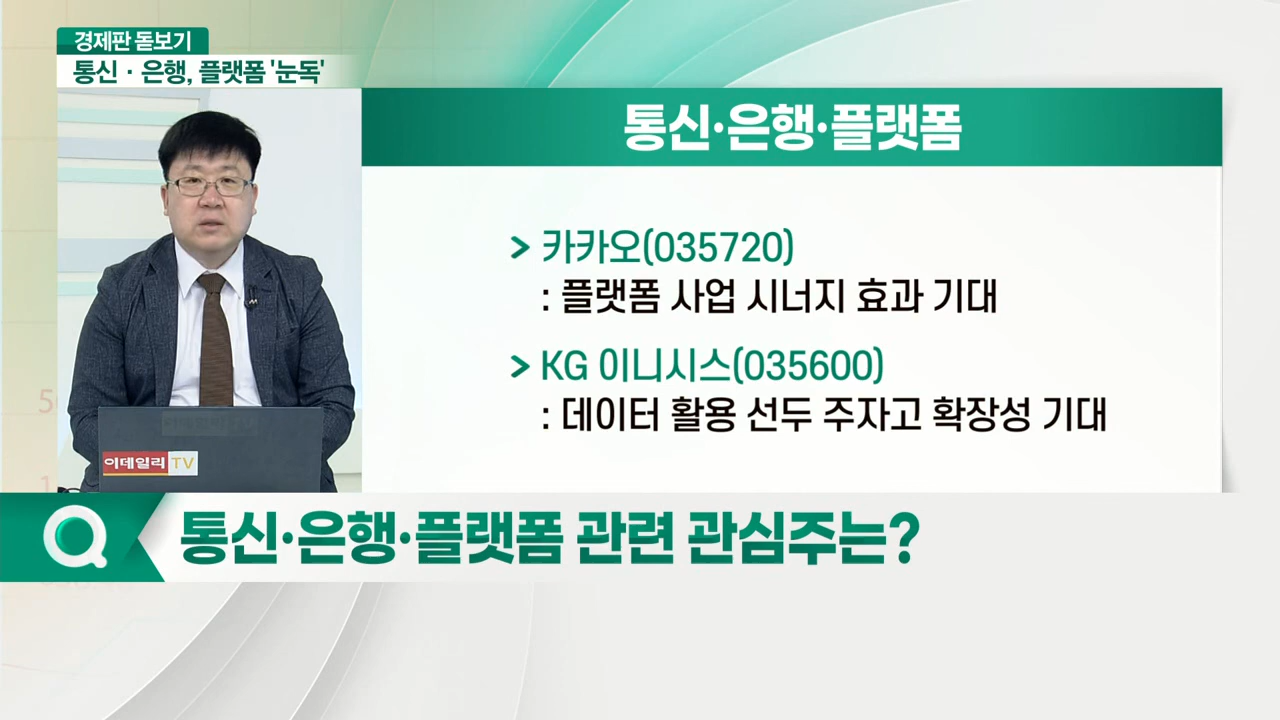 경제판 돋보기
통신·은행, 플랫폼 '눈독'
통신·은행·플랫폼
> 카카오(035720)
: 플랫폼 사업 시너지 효과 기대
> KG 이니시스(035600)
: 데이터 활용 선두 주자고 확장성 기대
이데일리 TV
통신·은행·플랫폼 관련 관심주는?